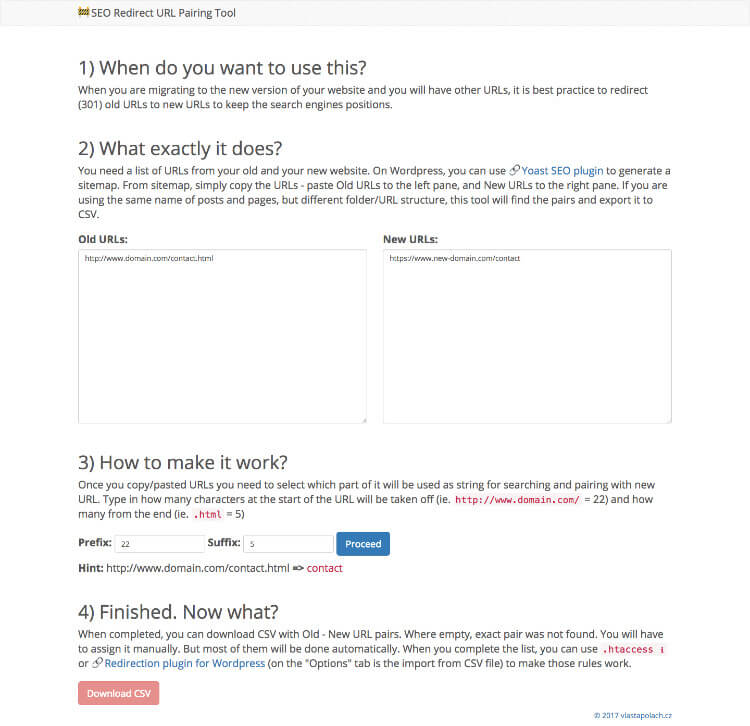 SEO Redirect URL Pairing Tool
1) When do you want to use this?
When you are migrating to the new version of your website and you will have other URLs, it is best practice to redirect
(301) old URLs to new URLs to keep the search engines positions.
2) What exactly it does?
You need a list of URLs from your old and your new website. On Wordpress, you can use Yoast SEO plugin to generate a
sitemap. From sitemap, simply copy the URLs - paste Old URLs to the left pane, and New URLs to the right pane. If you are
using the same name of posts and pages, but different folder/URL structure, this tool will find the pairs and export it to
CSV.
Old URLs: New URLs:
http://www.domain.com/contact.html https://www.new-domain.com/contact
3) How to make it work?
Once you copy/pasted URLs you need to select which part of it will be used as string for searching and pairing with new
URL. Type in how many characters at the start of the URL will be taken off (ie. http://www.domain.com/ = 22) and how
many from the end (ie. .html = 5)
Prefix: 22 Suffix: 5 Proceed
Hint: http://www.domain.com/contact.html => contact
4) Finished. Now what?
When completed, you can download CSV with Old - New URL pairs. Where empty, exact pair was not found. You will have
to assign it manually. But most of them will be done automatically. When you complete the list, you can use .htaccess
or Redirection plugin for Wordpress (on the "Options" tab is the import from CSV file) to make those rules work.
Download CSV
© 2017 vlastapolach.cz